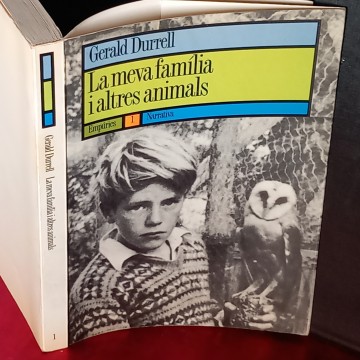 Gerald Durrell
La meva família
i altres animals
Empúries
1
Narrativa
Gerald Durrell La meva família i altres animals
1